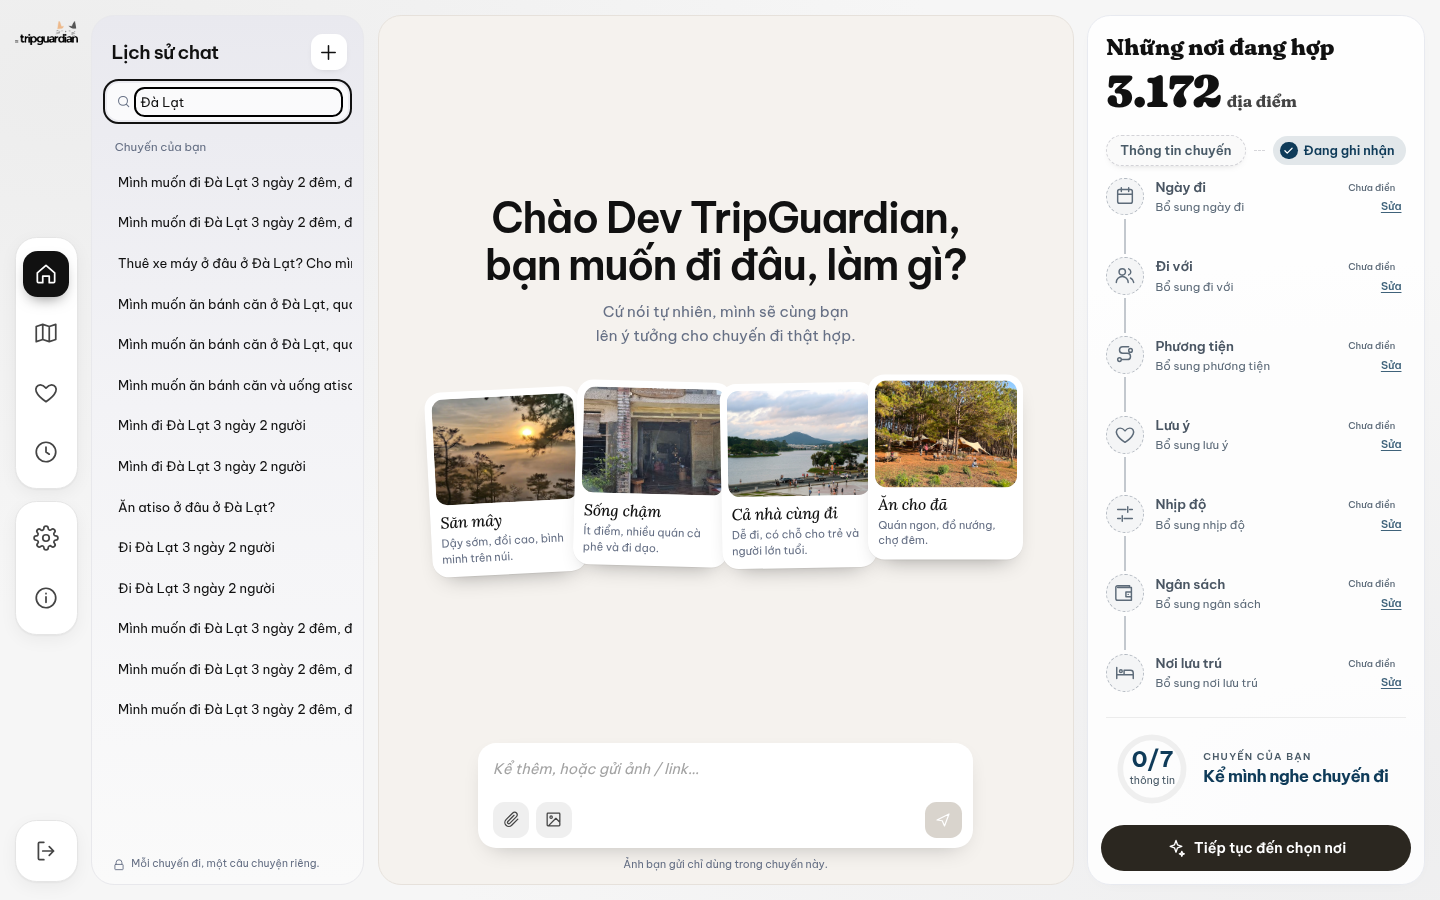 tripguardian
Lịch sử chat
Đà Lạt
Chuyến của bạn
Mình muốn đi Đà Lạt 3 ngày 2 đêm, đ
Mình muốn đi Đà Lạt 3 ngày 2 đêm, đ
Thuê xe máy ở đâu ở Đà Lạt? Cho mìn
Mình muốn ăn bánh căn ở Đà Lạt, quá
Mình muốn ăn bánh căn ở Đà Lạt, quá
Mình muốn ăn bánh căn và uống atiso
Mình đi Đà Lạt 3 ngày 2 người
Mình đi Đà Lạt 3 ngày 2 người
Ăn atiso ở đâu ở Đà Lạt?
Đi Đà Lạt 3 ngày 2 người
Đi Đà Lạt 3 ngày 2 người
Mình muốn đi Đà Lạt 3 ngày 2 đêm, đ
Mình muốn đi Đà Lạt 3 ngày 2 đêm, đ
Mình muốn đi Đà Lạt 3 ngày 2 đêm, đ
Mỗi chuyến đi, một câu chuyện riêng.
Chào Dev TripGuardian,
bạn muốn đi đâu, làm gì?
Cứ nói tự nhiên, mình sẽ cùng bạn
lên ý tưởng cho chuyến đi thật hợp.
Săn mây
Dậy sớm, đồi cao, bình
minh trên núi.
Sống chậm
Ít điểm, nhiều quán cà
phê và đi dạo.
Cả nhà cùng đi
Dễ đi, có chỗ cho trẻ và
người lớn tuổi.
Ăn cho đã
Quán ngon, đồ nướng,
chợ đêm.
Kể thêm, hoặc gửi ảnh / link...
Ảnh bạn gửi chỉ dùng trong chuyến này.
Những nơi đang hợp
3.172 địa điểm
Thông tin chuyến
Đang ghi nhận
Ngày đi
Chưa điền
Bổ sung ngày đi
Sửa
Đi với
Chưa điền
Bổ sung đi với
Sửa
Phương tiện
Chưa điền
Bổ sung phương tiện
Sửa
Lưu ý
Chưa điền
Bổ sung lưu ý
Sửa
Nhịp độ
Chưa điền
Bổ sung nhịp độ
Sửa
Ngân sách
Chưa điền
Bổ sung ngân sách
Sửa
Nơi lưu trú
Chưa điền
Bổ sung nơi lưu trú
Sửa
0/7
thông tin
CHUYẾN CỦA BẠN
Kể mình nghe chuyến đi
Tiếp tục đến chọn nơi